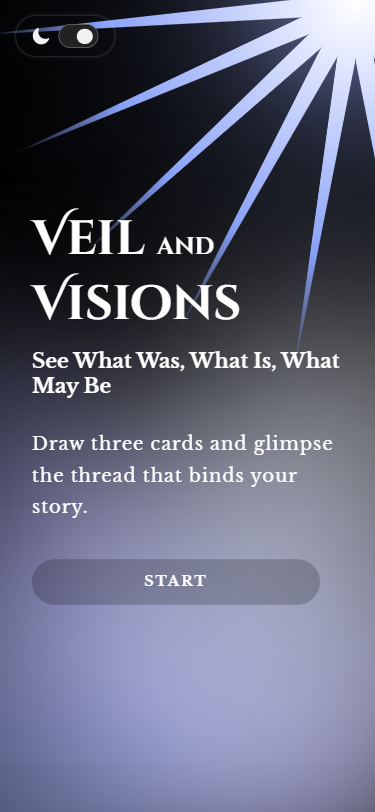 Veil and
Visions
See What Was, What Is, What
May Be
Draw three cards and glimpse
the thread that binds your
story.
START